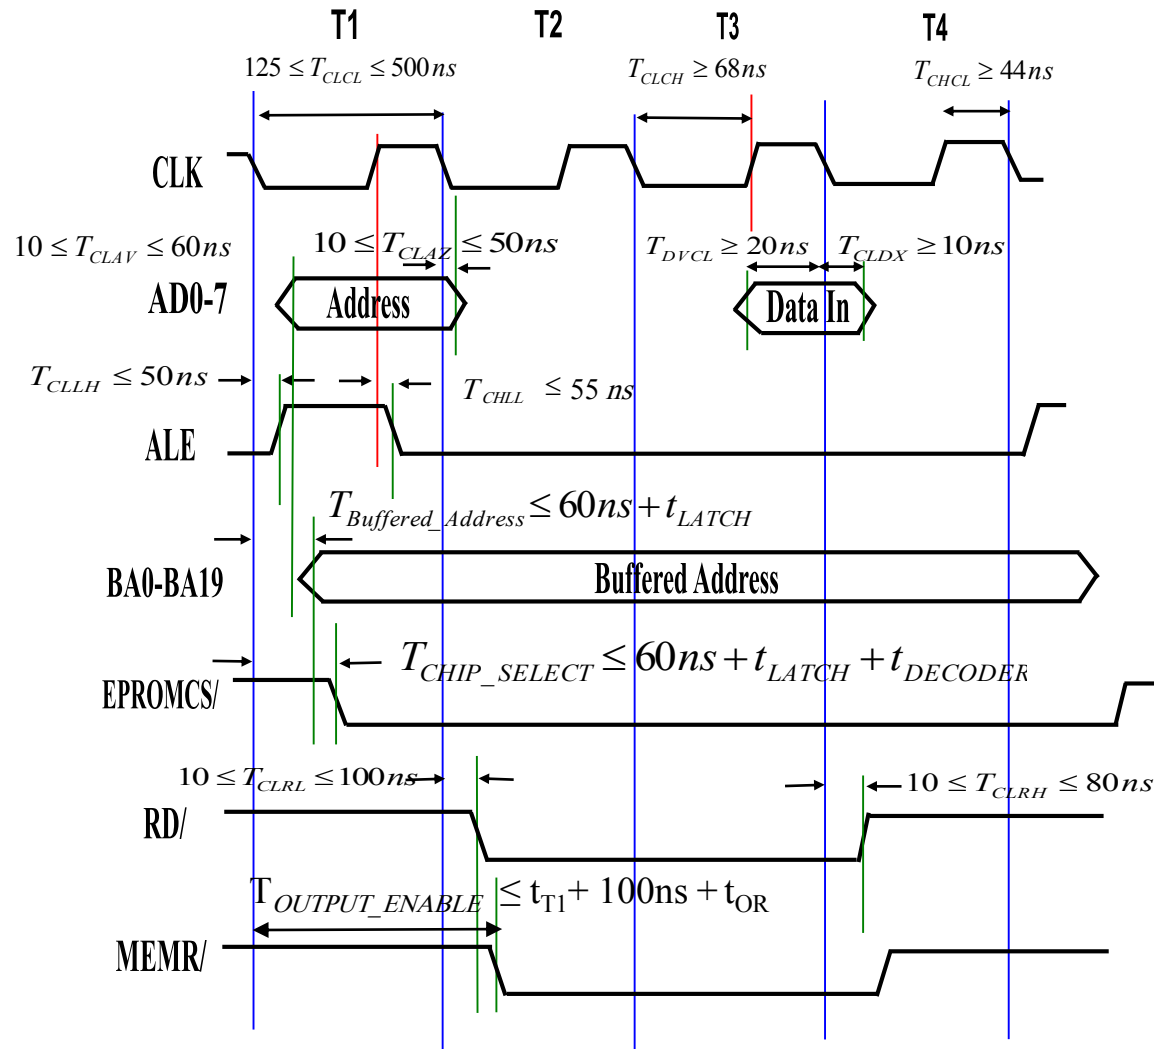 T1 T2 T3 T4
125 ≤ T_CLCL ≤ 500ns T_CLCH ≥ 68ns T_CHCL ≥ 44ns
CLK
10 ≤ T_CLAV ≤ 60ns 10 ≤ T_CLAZ ≤ 50ns T_DVCL ≥ 20ns T_CLDX ≥ 10ns
AD0-7 Address Data In
T_CLLH ≤ 50ns T_CHLL ≤ 55 ns
ALE
T_Buffered_Address ≤ 60ns + t_LATCH
BA0-BA19 Buffered Address
T_CHIP_SELECT ≤ 60ns + t_LATCH + t_DECODER
EPROMCS/
10 ≤ T_CLRL ≤ 100ns 10 ≤ T_CLRH ≤ 80ns
RD/
T_OUTPUT_ENABLE ≤ t_T1 + 100ns + t_OR
MEMR/